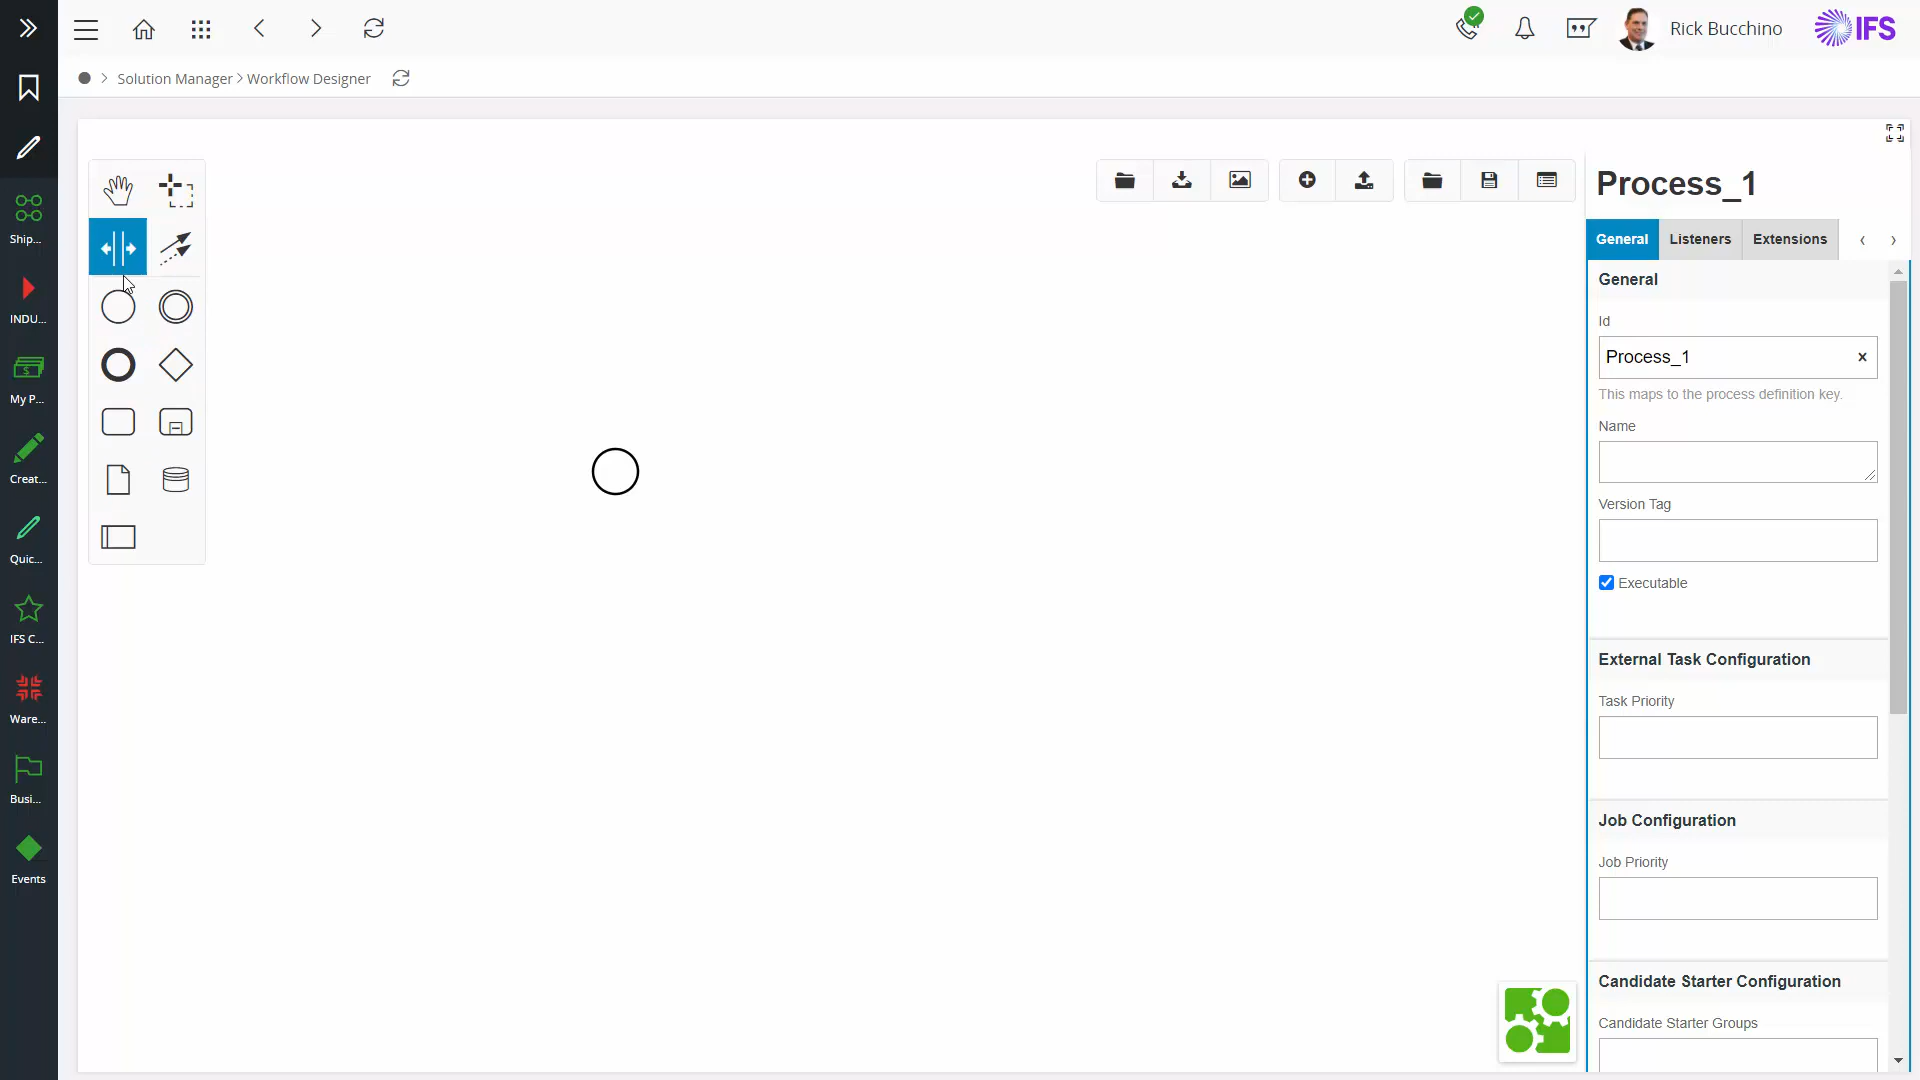 Rick Bucchino
IFS
Solution Manager > Workflow Designer
Ship...
INDU...
My P...
Creat...
Quic...
IFS C...
Ware...
Busi...
Events
Process_1
General
Listeners
Extensions
General
Id
Process_1
This maps to the process definition key.
Name
Version Tag
Executable
External Task Configuration
Task Priority
Job Configuration
Job Priority
Candidate Starter Configuration
Candidate Starter Groups